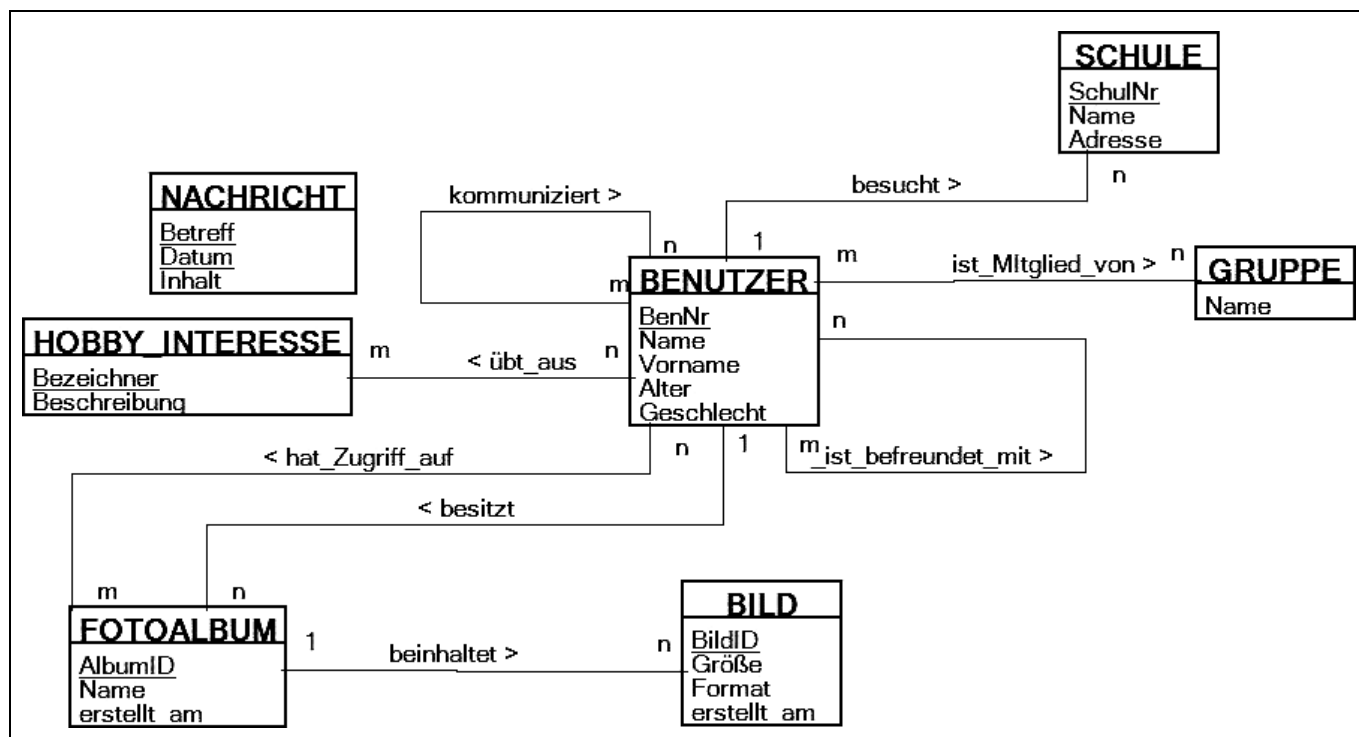 SCHULE
SchulNr
Name
Adresse
NACHRICHT
Betreff
Datum
Inhalt
kommuniziert >
n
m
besucht >
n
1
BENUTZER
BenNr
Name
Vorname
Alter
Geschlecht
m
ist_MItglied_von >
n
GRUPPE
Name
HOBBY_INTERESSE
Bezeichner
Beschreibung
m
< übt_aus
n
n
m
_ist_befreundet_mit >
< hat_Zugriff_auf
n
m
1
< besitzt
n
FOTOALBUM
AlbumID
Name
erstellt_am
1
beinhaltet >
n
BILD
BildID
Größe
Format
erstellt_am